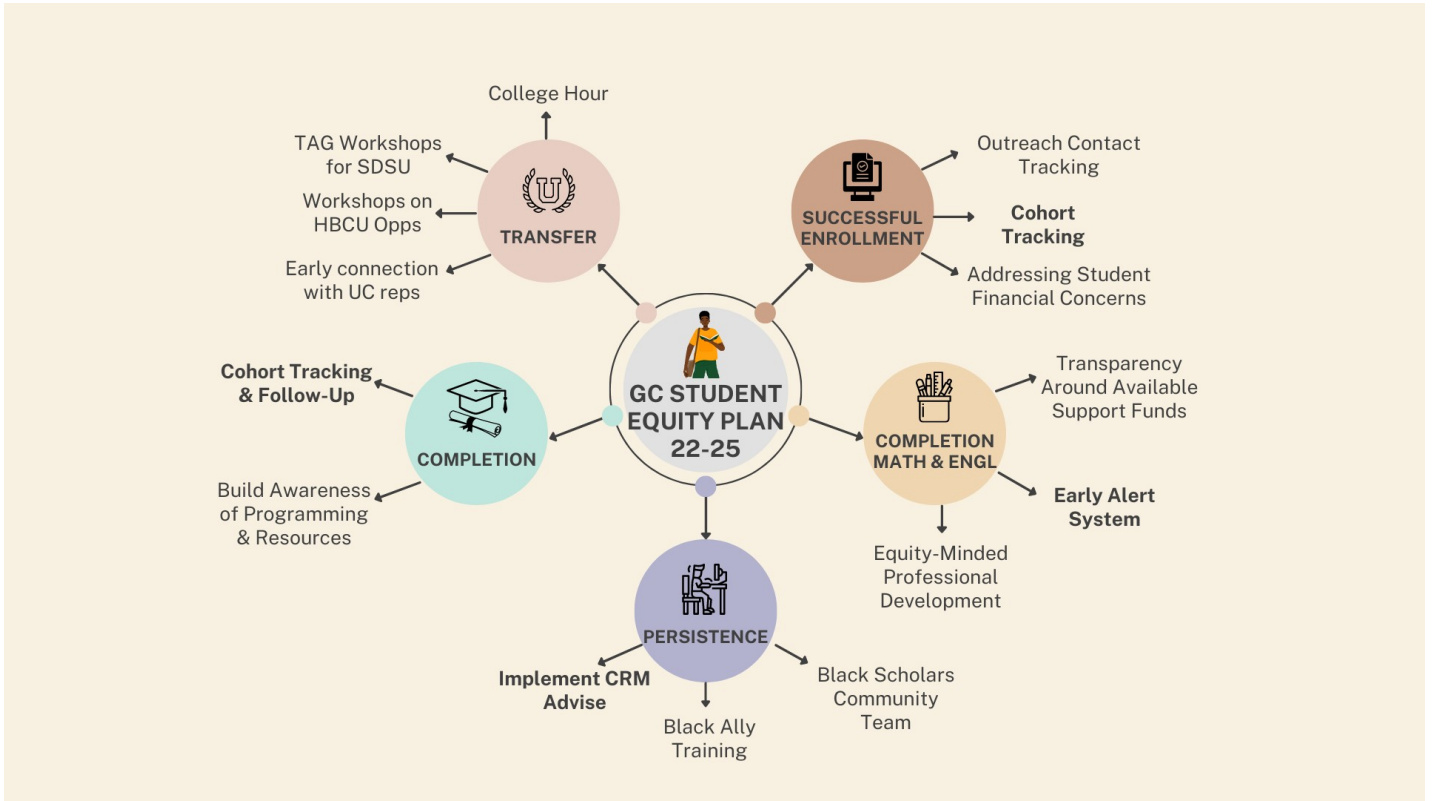 College Hour
TAG Workshops
for SDSU
Workshops on
HBCU Opps
Early connection
with UC reps
U
TRANSFER
SUCCESSFUL
ENROLLMENT
Outreach Contact
Tracking
Cohort
Tracking
Addressing Student
Financial Concerns
GC STUDENT
EQUITY PLAN
22-25
Cohort Tracking
& Follow-Up
Build Awareness
of Programming
& Resources
COMPLETION
COMPLETION
MATH & ENGL
Transparency
Around Available
Support Funds
Early Alert
System
Equity-Minded
Professional
Development
PERSISTENCE
Implement CRM
Advise
Black Ally
Training
Black Scholars
Community
Team